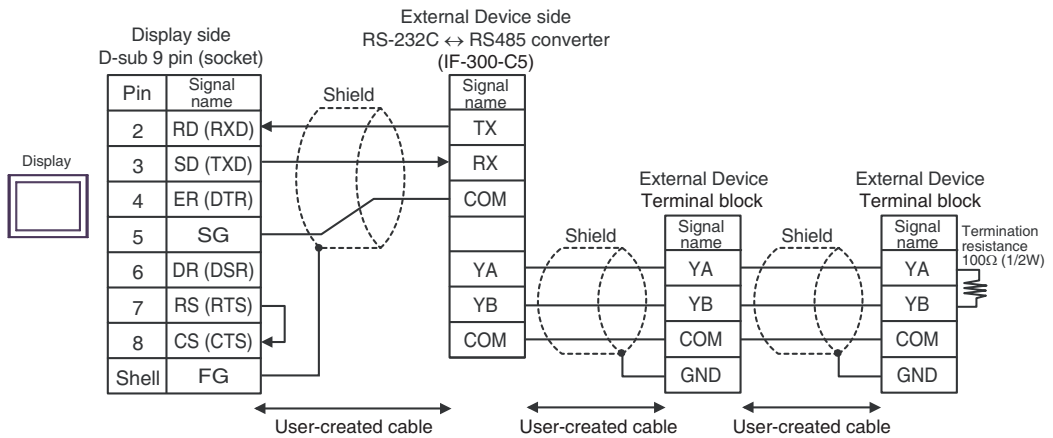 External Device side
RS-232C ↔ RS485 converter
(IF-300-C5)
Display side
D-sub 9 pin (socket)
Pin
Signal
name
2
RD (RXD)
3
SD (TXD)
4
ER (DTR)
5
SG
6
DR (DSR)
7
RS (RTS)
8
CS (CTS)
Shell
FG
Display
Shield
Signal
name
TX
RX
COM
YA
YB
COM
Shield
External Device
Terminal block
Signal
name
YA
YB
COM
GND
Shield
External Device
Terminal block
Signal
name
YA
YB
COM
GND
Termination
resistance
100Ω (1/2W)
User-created cable
User-created cable
User-created cable